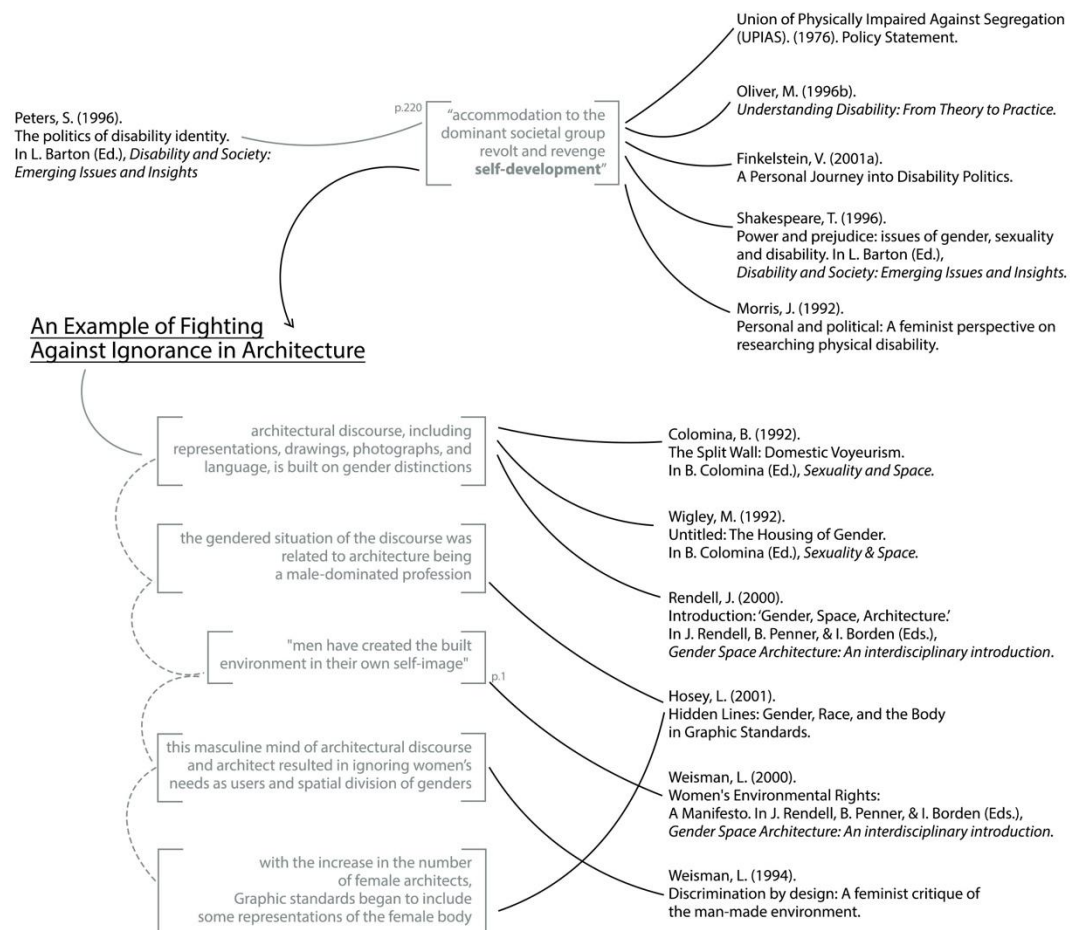 Union of Physically Impaired Against Segregation
(UPIAS). (1976). Policy Statement.
Peters, S. (1996).
The politics of disability identity.
In L. Barton (Ed.), Disability and Society:
Emerging Issues and Insights
p.220
“accommodation to the
dominant societal group
revolt and revenge
self-development”
Oliver, M. (1996b).
Understanding Disability: From Theory to Practice.
Finkelstein, V. (2001a).
A Personal Journey into Disability Politics.
Shakespeare, T. (1996).
Power and prejudice: issues of gender, sexuality
and disability. In L. Barton (Ed.),
Disability and Society: Emerging Issues and Insights.
Morris, J. (1992).
Personal and political: A feminist perspective on
researching physical disability.
An Example of Fighting
Against Ignorance in Architecture
architectural discourse, including
representations, drawings, photographs, and
language, is built on gender distinctions
Colomina, B. (1992).
The Split Wall: Domestic Voyeurism.
In B. Colomina (Ed.), Sexuality and Space.
Wigley, M. (1992).
Untitled: The Housing of Gender.
In B. Colomina (Ed.), Sexuality & Space.
the gendered situation of the discourse was
related to architecture being
a male-dominated profession
Rendell, J. (2000).
Introduction: ‘Gender, Space, Architecture.’
In J. Rendell, B. Penner, & I. Borden (Eds.),
Gender Space Architecture: An interdisciplinary introduction.
"men have created the built
environment in their own self-image"
p.1
Hosey, L. (2001).
Hidden Lines: Gender, Race, and the Body
in Graphic Standards.
this masculine mind of architectural discourse
and architect resulted in ignoring women’s
needs as users and spatial division of genders
Weisman, L. (2000).
Women's Environmental Rights:
A Manifesto. In J. Rendell, B. Penner, & I. Borden (Eds.),
Gender Space Architecture: An interdisciplinary introduction.
with the increase in the number
of female architects,
Graphic standards began to include
some representations of the female body
Weisman, L. (1994).
Discrimination by design: A feminist critique of
the man-made environment.